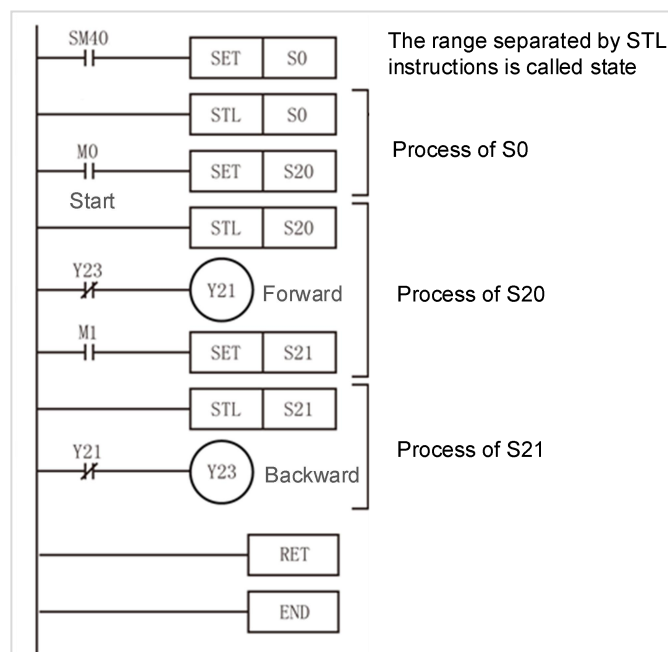 SM40
SET S0
The range separated by STL
instructions is called state
STL S0
Process of S0
M0
SET S20
Start
STL S20
Y23
Y21 Forward
Process of S20
M1
SET S21
STL S21
Y21
Process of S21
Y23 Backward
RET
END